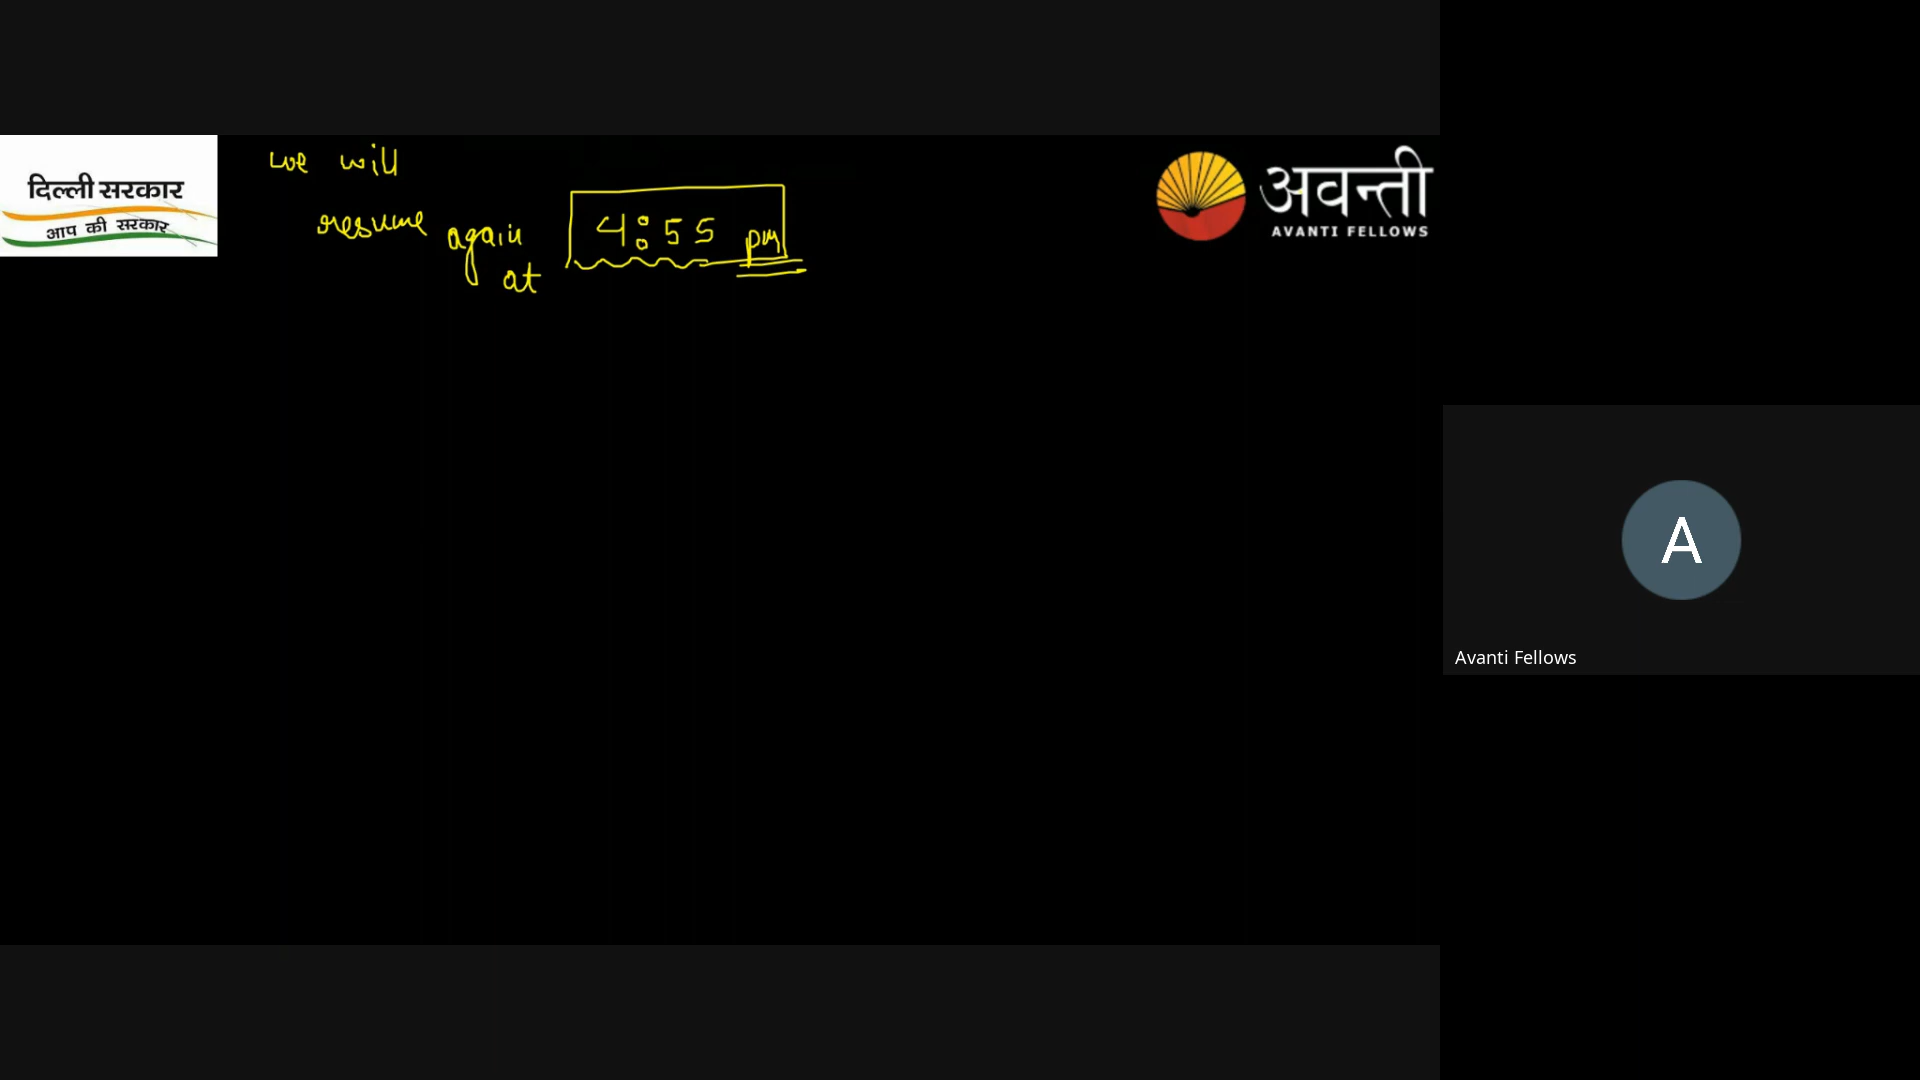 दिल्ली सरकार
आप की सरकार
we will
resume again
at
4:55 pm
अवन्ती
AVANTI FELLOWS
A
Avanti Fellows